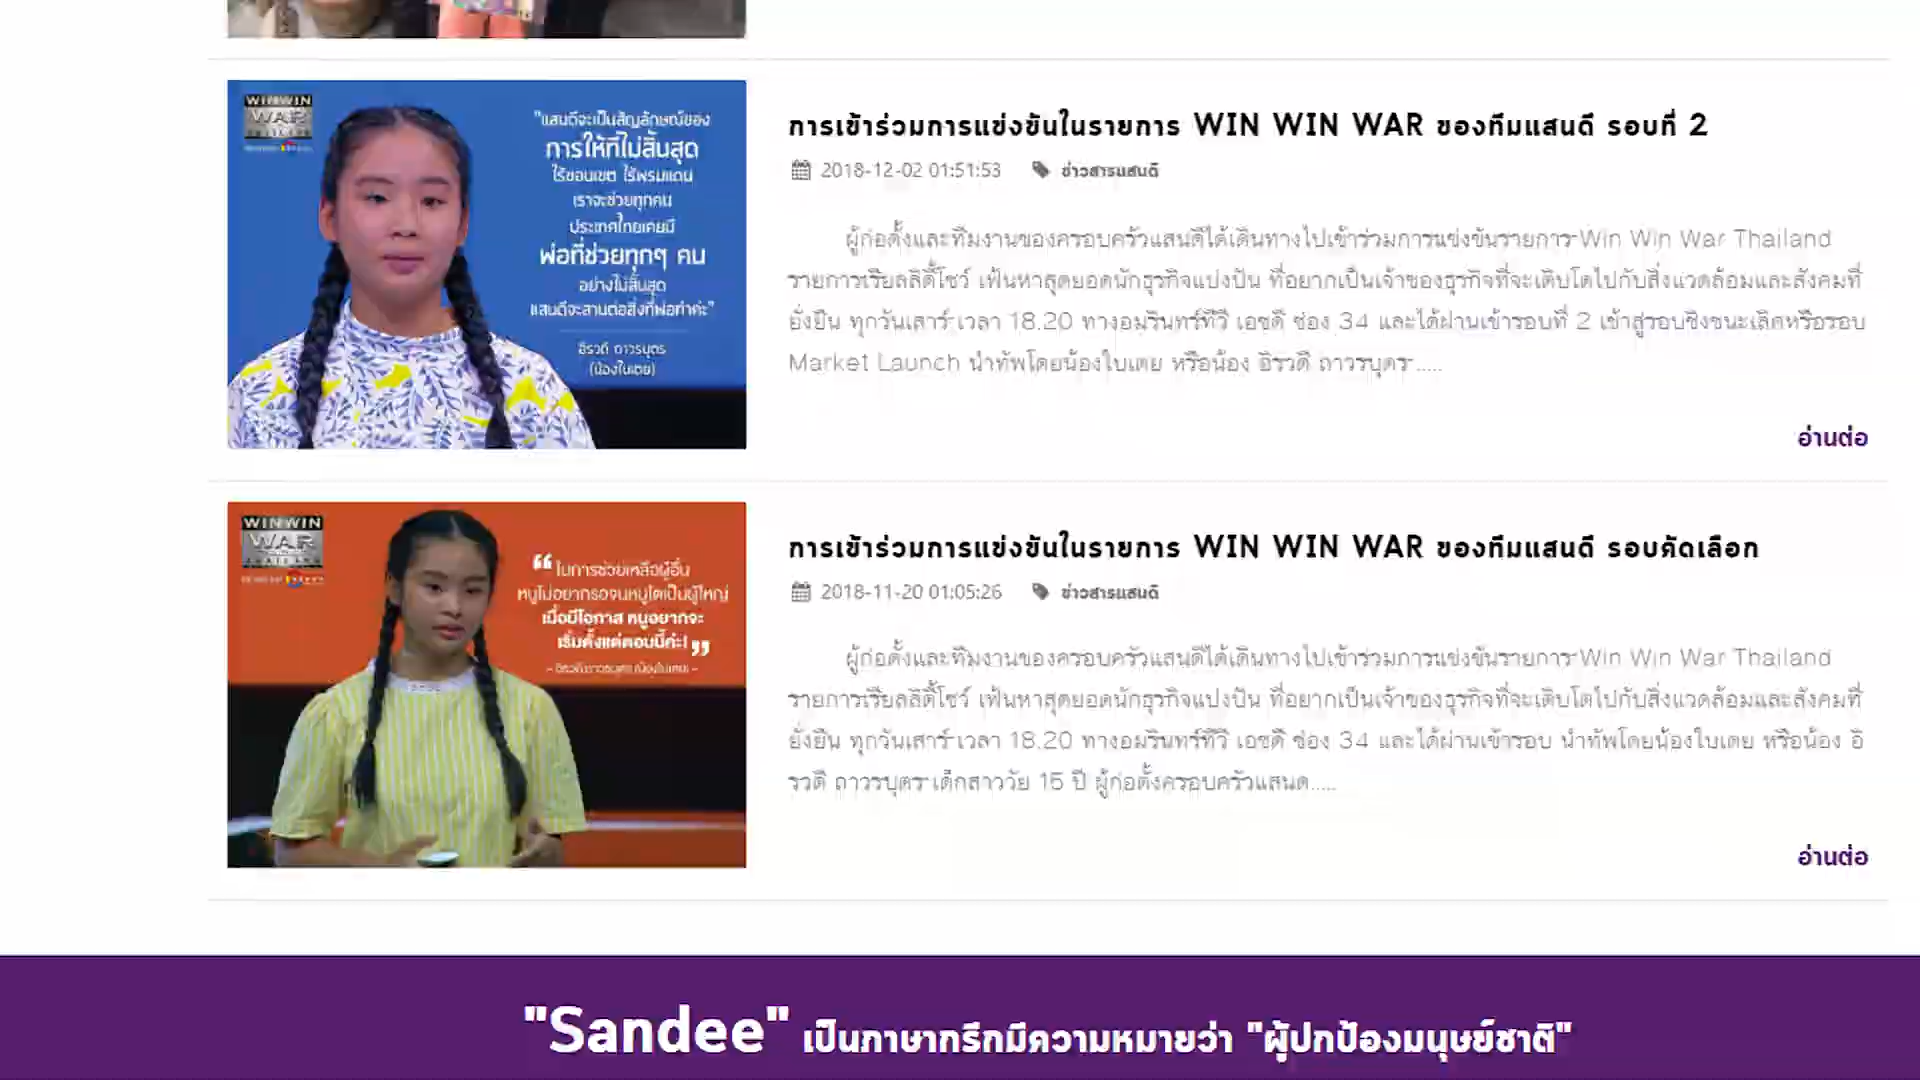 WIN WIN
WAR
THAILAND
"แสนดีจะเป็นสัญลักษณ์ของ
การให้ที่ไม่สิ้นสุด
ไร้ขอบเขต ไร้พรมแดน
เราจะช่วยทุกคน
ประเทศไทยเคยมี
พ่อที่ช่วยทุกๆ คน
อย่างไม่สิ้นสุด
แสนดีจะสานต่อสิ่งที่พ่อทำค่ะ"
อิรวดี ถาวรบุตร
(น้องใบเตย)
การเข้าร่วมการแข่งขันในรายการ WIN WIN WAR ของทีมแสนดี รอบที่ 2
2018-12-02 01:51:53 ข่าวสารแสนดี
ผู้ก่อตั้งและทีมงานของครอบครัวแสนดีได้เดินทางไปเข้าร่วมการแข่งขันรายการ Win Win War Thailand
รายการเรียลลิตี้โชว์ เฟ้นหาสุดยอดนักธุรกิจแบ่งปัน ที่อยากเป็นเจ้าของธุรกิจที่จะเติบโตไปกับสิ่งแวดล้อมและสังคมที่
ยั่งยืน ทุกวันเสาร์ เวลา 18.20 ทางอมรินทร์ทีวี เอชดี ช่อง 34 และได้ผ่านเข้ารอบที่ 2 เข้าสู่รอบชิงชนะเลิศหรือรอบ
Market Launch นำทัพโดยน้องใบเตย หรือน้อง อิรวดี ถาวรบุตร.....
อ่านต่อ
WIN WIN
WAR
THAILAND
"ในการช่วยเหลือผู้อื่น
หนูไม่อยากรอจนหนูโตเป็นผู้ใหญ่
เมื่อมีโอกาส หนูอยากจะ
เริ่มตั้งแต่ตอนนี้ค่ะ!"
- อิรวดี ถาวรบุตร (น้องใบเตย) -
การเข้าร่วมการแข่งขันในรายการ WIN WIN WAR ของทีมแสนดี รอบคัดเลือก
2018-11-20 01:05:26 ข่าวสารแสนดี
ผู้ก่อตั้งและทีมงานของครอบครัวแสนดีได้เดินทางไปเข้าร่วมการแข่งขันรายการ Win Win War Thailand
รายการเรียลลิตี้โชว์ เฟ้นหาสุดยอดนักธุรกิจแบ่งปัน ที่อยากเป็นเจ้าของธุรกิจที่จะเติบโตไปกับสิ่งแวดล้อมและสังคมที่
ยั่งยืน ทุกวันเสาร์ เวลา 18.20 ทางอมรินทร์ทีวี เอชดี ช่อง 34 และได้ผ่านเข้ารอบ นำทัพโดยน้องใบเตย หรือน้อง อิ
รวดี ถาวรบุตร เด็กสาววัย 15 ปี ผู้ก่อตั้งครอบครัวแสนด.....
อ่านต่อ
"Sandee" เป็นภาษากรีกมีความหมายว่า "ผู้ปกป้องมนุษย์ชาติ"